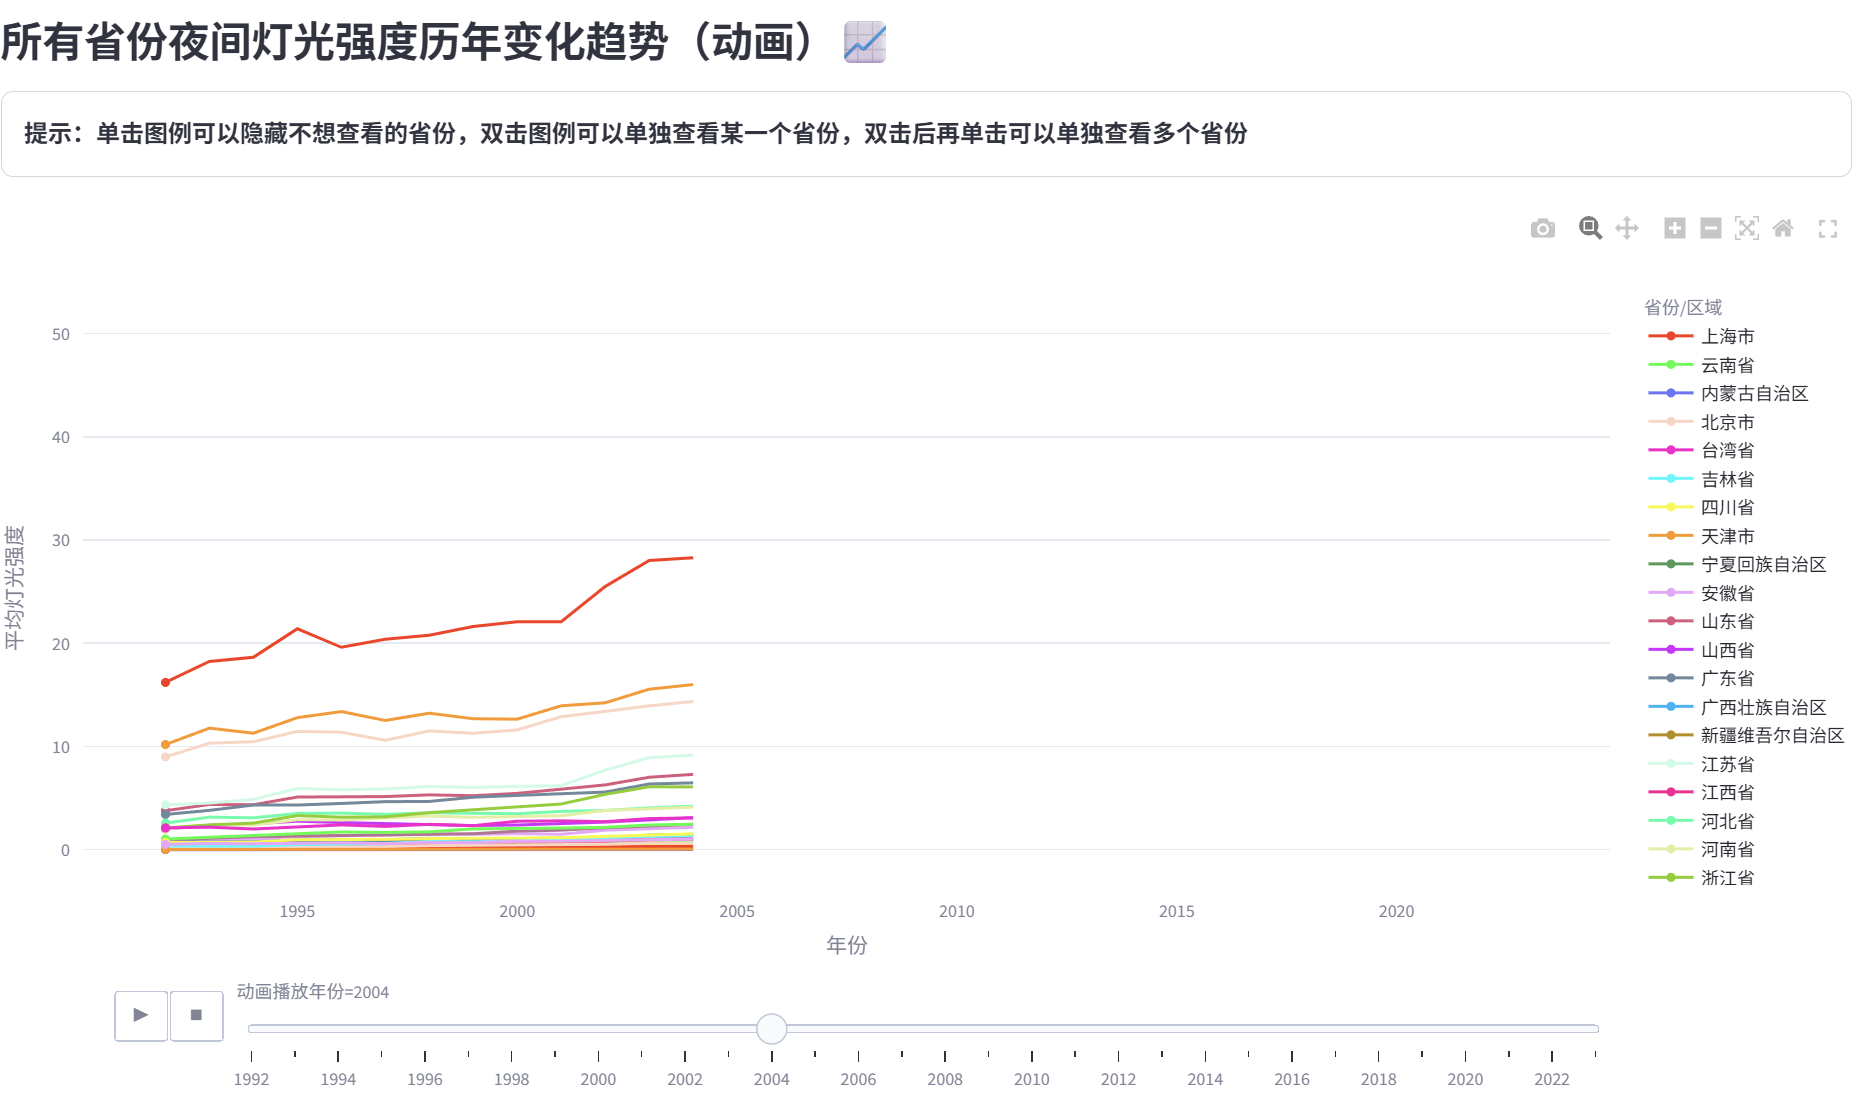 所有省份夜间灯光强度历年变化趋势（动画）
提示：单击图例可以隐藏不想查看的省份，双击图例可以单独查看某一个省份，双击后再单击可以单独查看多个省份
平均灯光强度
50
40
30
20
10
0
1995 2000 2005 2010 2015 2020
年份
省份/区域
上海市
云南省
内蒙古自治区
北京市
台湾省
吉林省
四川省
天津市
宁夏回族自治区
安徽省
山东省
山西省
广东省
广西壮族自治区
新疆维吾尔自治区
江苏省
江西省
河北省
河南省
浙江省
动画播放年份=2004
1992 1994 1996 1998 2000 2002 2004 2006 2008 2010 2012 2014 2016 2018 2020 2022